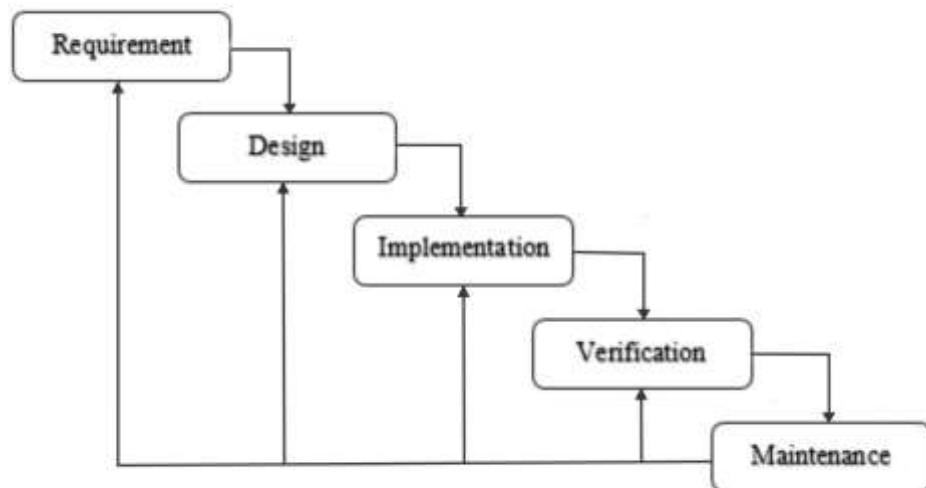 Requirement
Design
Implementation
Verification
Maintenance